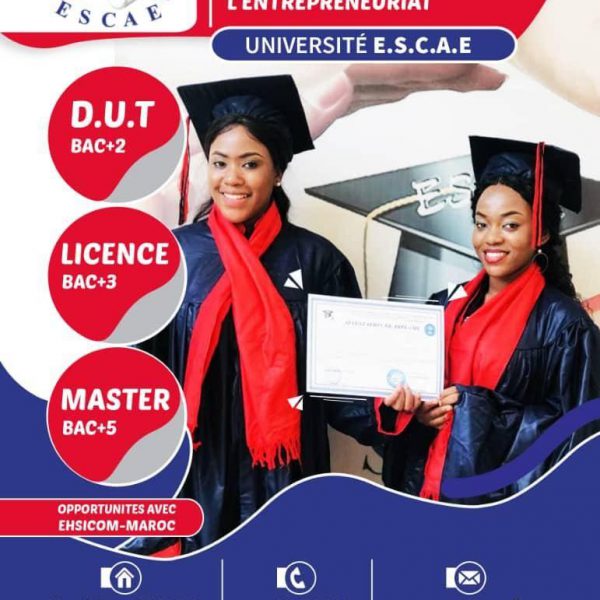 ESCAE
L'ENTREPRENEURIAT
UNIVERSITÉ E.S.C.A.E
D.U.T
BAC+2
LICENCE
BAC+3
MASTER
BAC+5
OPPORTUNITES AVEC
EHSICOM-MAROC